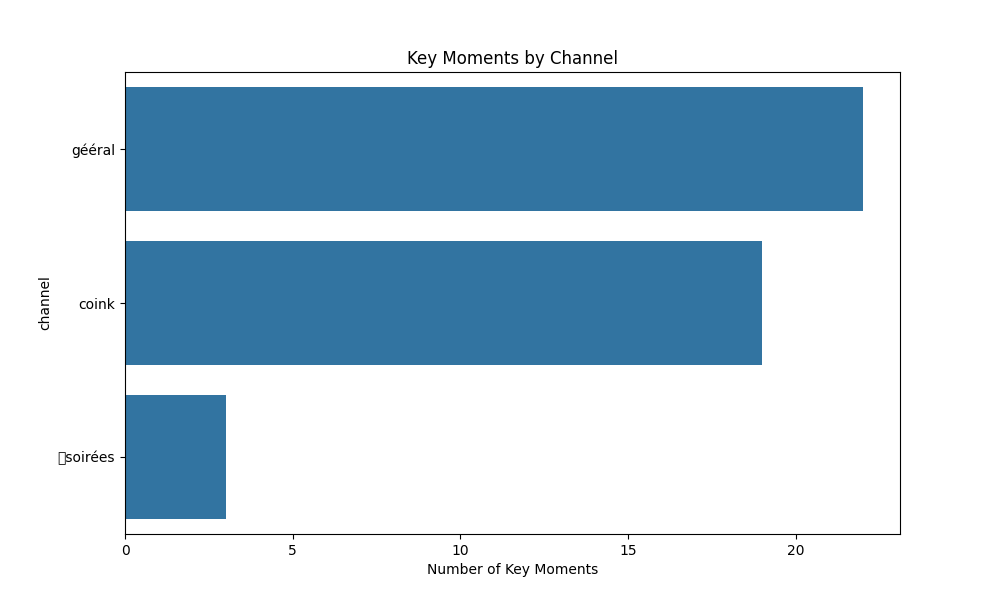 Key Moments by Channel
gééral
coink
soirées
channel
0 5 10 15 20
Number of Key Moments